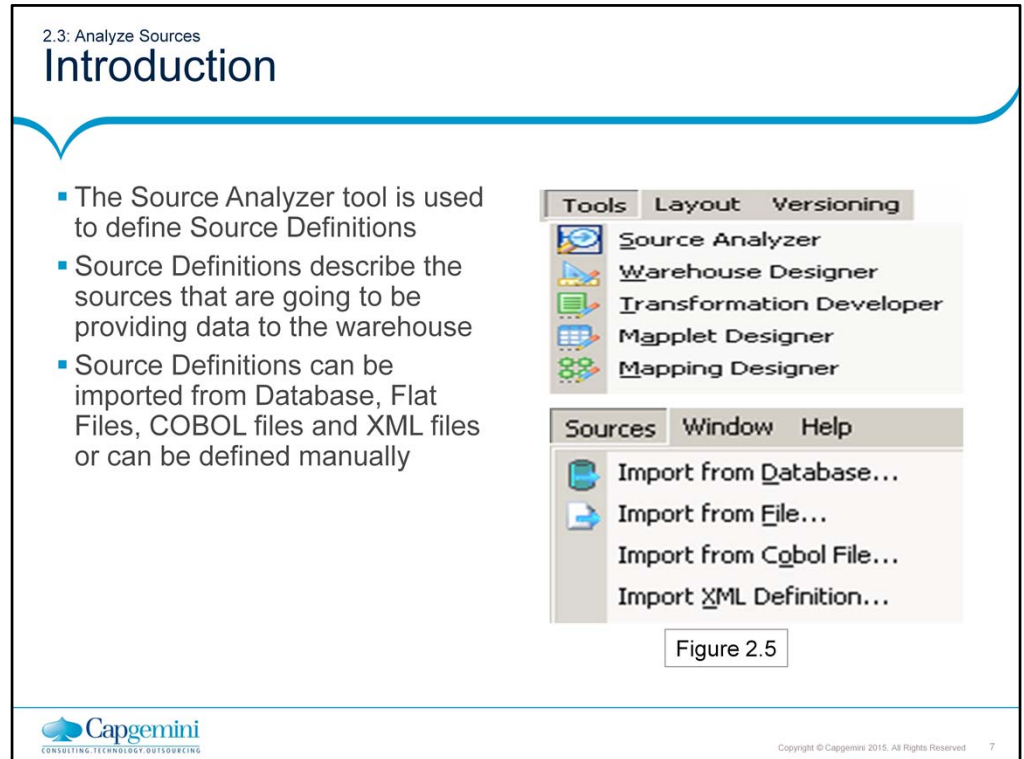 2.3: Analyze Sources
Introduction
▪ The Source Analyzer tool is used
to define Source Definitions
▪ Source Definitions describe the
sources that are going to be
providing data to the warehouse
▪ Source Definitions can be
imported from Database, Flat
Files, COBOL files and XML files
or can be defined manually
Tools Layout Versioning
Source Analyzer
Warehouse Designer
Transformation Developer
Mapplet Designer
Mapping Designer
Sources Window Help
Import from Database...
Import from File...
Import from Cobol File...
Import XML Definition...
Figure 2.5
Capgemini
CONSULTING.TECHNOLOGY.OUTSOURCING
Copyright © Capgemini 2015. All Rights Reserved 7